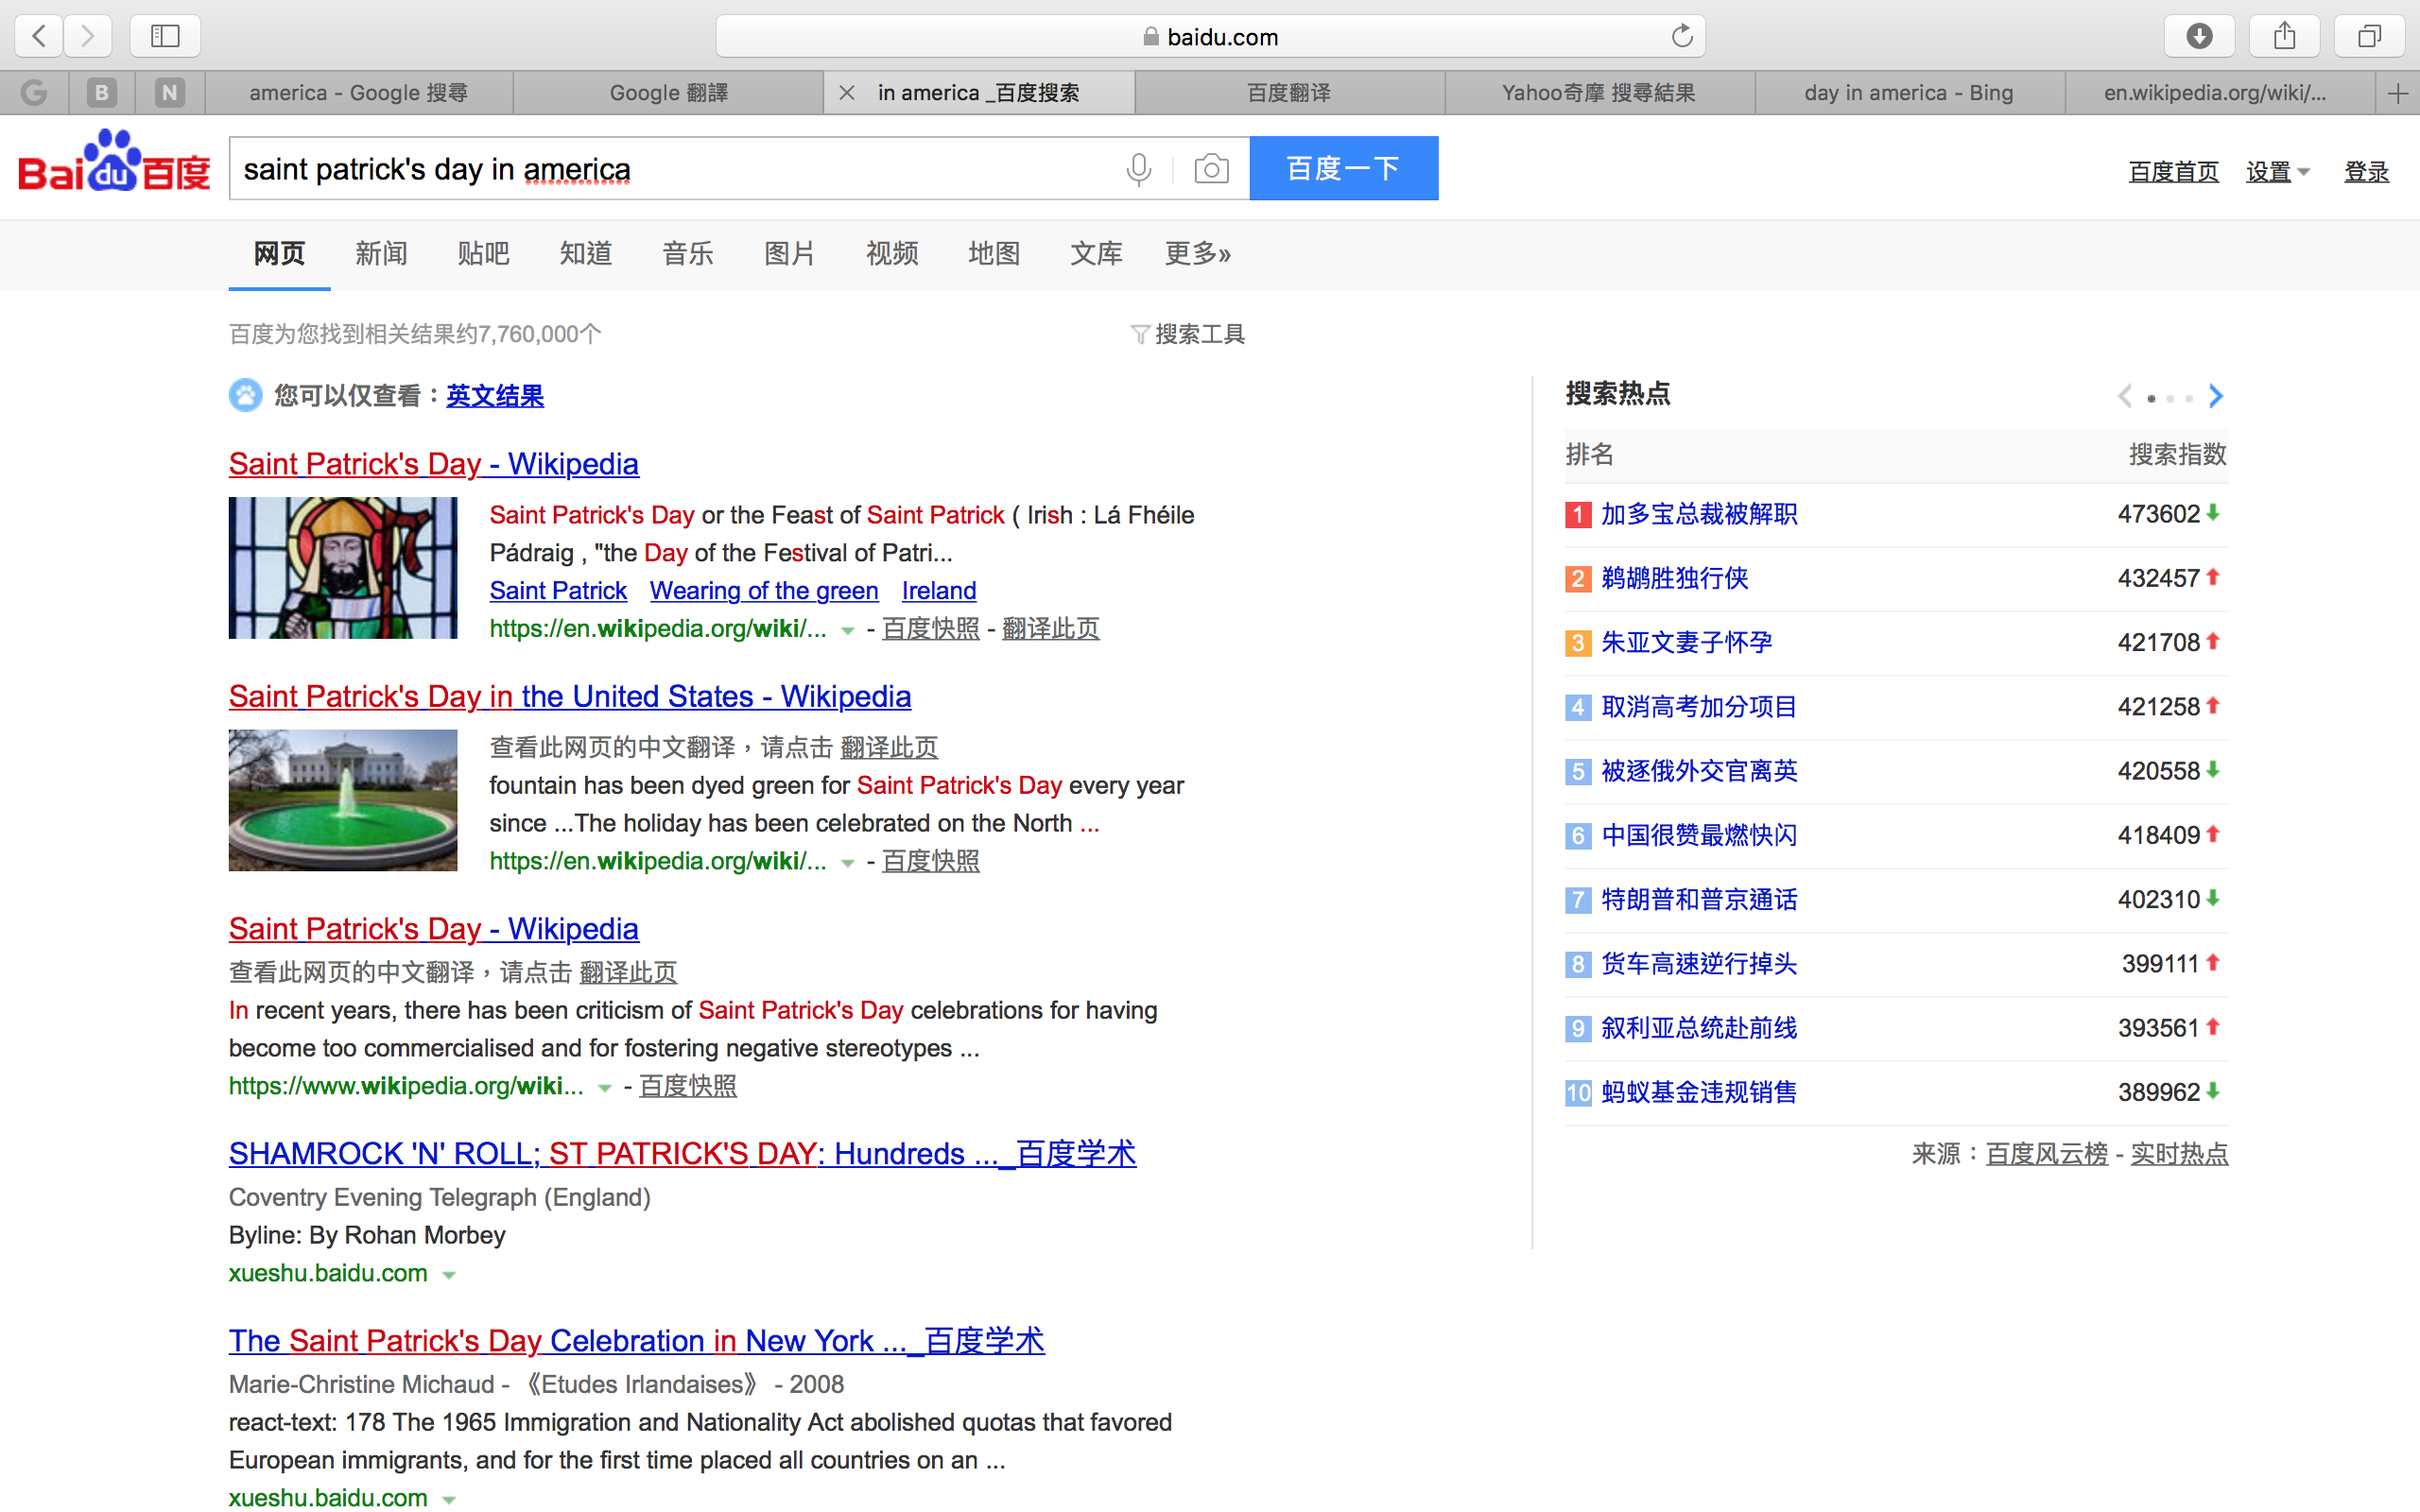 baidu.com
G
B
N
america - Google 搜尋
Google 翻譯
in america _百度搜索
百度翻译
Yahoo奇摩 搜尋結果
day in america - Bing
en.wikipedia.org/wiki/...
Bai du 百度
saint patrick's day in america
百度一下
百度首页
设置
登录
网页
新闻
贴吧
知道
音乐
图片
视频
地图
文库
更多»
百度为您找到相关结果约7,760,000个
搜索工具
您可以仅查看：英文结果
Saint Patrick's Day - Wikipedia
Saint Patrick's Day or the Feast of Saint Patrick ( Irish : Lá Fhéile
Pádraig , "the Day of the Festival of Patri...
Saint Patrick Wearing of the green Ireland
https://en.wikipedia.org/wiki/... - 百度快照 - 翻译此页
Saint Patrick's Day in the United States - Wikipedia
查看此网页的中文翻译，请点击 翻译此页
fountain has been dyed green for Saint Patrick's Day every year
since ...The holiday has been celebrated on the North ...
https://en.wikipedia.org/wiki/... - 百度快照
Saint Patrick's Day - Wikipedia
查看此网页的中文翻译，请点击 翻译此页
In recent years, there has been criticism of Saint Patrick's Day celebrations for having
become too commercialised and for fostering negative stereotypes ...
https://www.wikipedia.org/wiki... - 百度快照
SHAMROCK 'N' ROLL; ST PATRICK'S DAY: Hundreds ..._百度学术
Coventry Evening Telegraph (England)
Byline: By Rohan Morbey
xueshu.baidu.com
The Saint Patrick's Day Celebration in New York ..._百度学术
Marie-Christine Michaud - 《Etudes Irlandaises》 - 2008
react-text: 178 The 1965 Immigration and Nationality Act abolished quotas that favored
European immigrants, and for the first time placed all countries on an ...
xueshu.baidu.com
搜索热点
排名 搜索指数
1 加多宝总裁被解职 473602
2 鹈鹕胜独行侠 432457
3 朱亚文妻子怀孕 421708
4 取消高考加分项目 421258
5 被逐俄外交官离英 420558
6 中国很赞最燃快闪 418409
7 特朗普和普京通话 402310
8 货车高速逆行掉头 399111
9 叙利亚总统赴前线 393561
10 蚂蚁基金违规销售 389962
来源：百度风云榜 - 实时热点